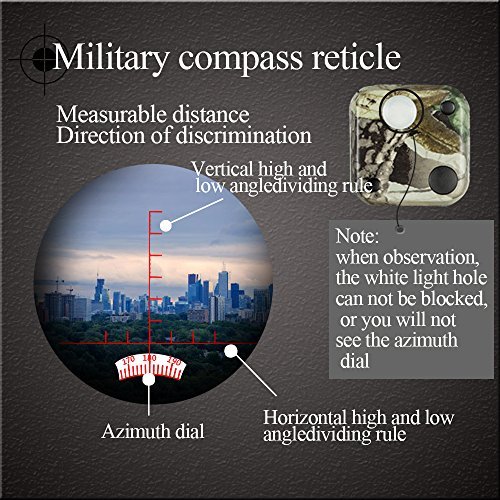 Military compass reticle
Measurable distance
Direction of discrimination
Vertical high and
low angledividing rule
Note:
when observation,
the white light hole
can not be blocked,
or you will not
see the azimuth
dial
170 180 190
Azimuth dial
Horizontal high and low
angledividing rule